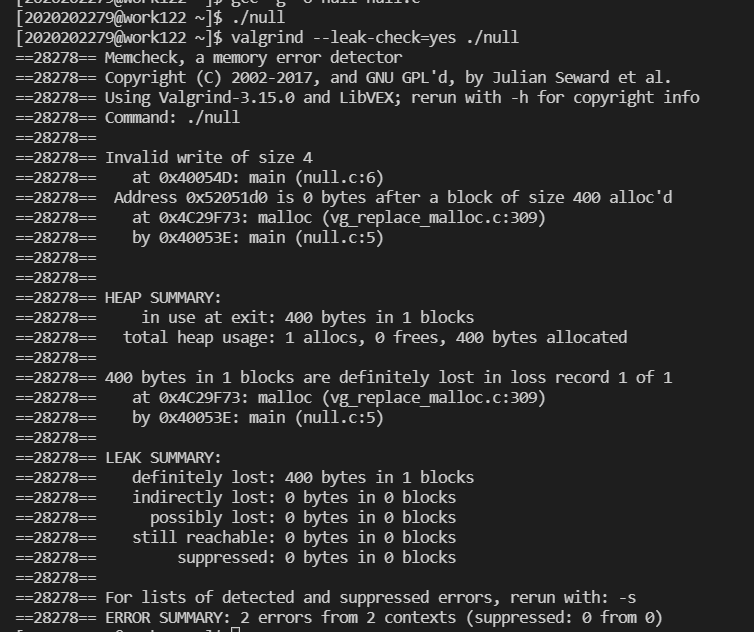 [2020202279@work122 ~]$ gcc -g -o null null.c
[2020202279@work122 ~]$ ./null
[2020202279@work122 ~]$ valgrind --leak-check=yes ./null
==28278== Memcheck, a memory error detector
==28278== Copyright (C) 2002-2017, and GNU GPL'd, by Julian Seward et al.
==28278== Using Valgrind-3.15.0 and LibVEX; rerun with -h for copyright info
==28278== Command: ./null
==28278==
==28278== Invalid write of size 4
==28278==    at 0x40054D: main (null.c:6)
==28278==  Address 0x52051d0 is 0 bytes after a block of size 400 alloc'd
==28278==    at 0x4C29F73: malloc (vg_replace_malloc.c:309)
==28278==    by 0x40053E: main (null.c:5)
==28278==
==28278==
==28278== HEAP SUMMARY:
==28278==     in use at exit: 400 bytes in 1 blocks
==28278==   total heap usage: 1 allocs, 0 frees, 400 bytes allocated
==28278==
==28278== 400 bytes in 1 blocks are definitely lost in loss record 1 of 1
==28278==    at 0x4C29F73: malloc (vg_replace_malloc.c:309)
==28278==    by 0x40053E: main (null.c:5)
==28278==
==28278== LEAK SUMMARY:
==28278==    definitely lost: 400 bytes in 1 blocks
==28278==    indirectly lost: 0 bytes in 0 blocks
==28278==      possibly lost: 0 bytes in 0 blocks
==28278==    still reachable: 0 bytes in 0 blocks
==28278==         suppressed: 0 bytes in 0 blocks
==28278==
==28278== For lists of detected and suppressed errors, rerun with: -s
==28278== ERROR SUMMARY: 2 errors from 2 contexts (suppressed: 0 from 0)